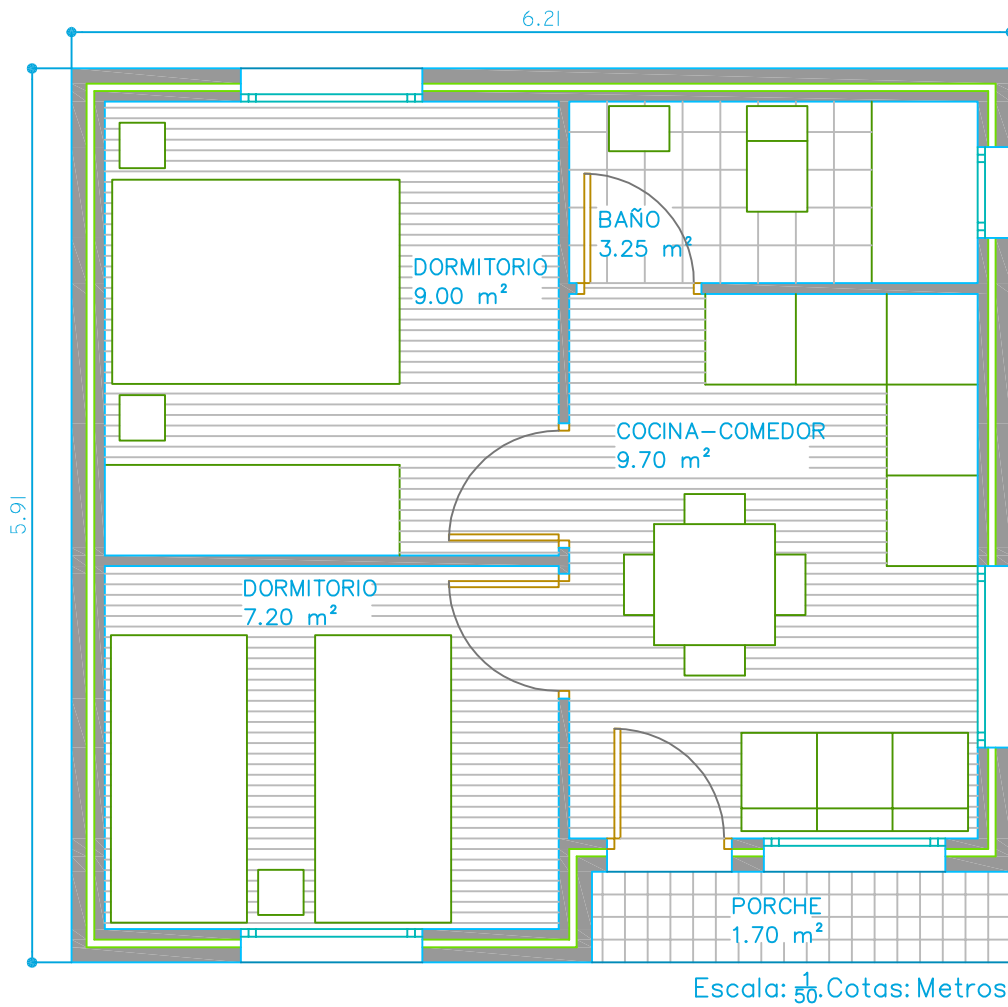 6.21
BAÑO
3.25 m²
DORMITORIO
9.00 m²
COCINA-COMEDOR
9.70 m²
5.91
DORMITORIO
7.20 m²
PORCHE
1.70 m²
Escala: 1/50. Cotas: Metros